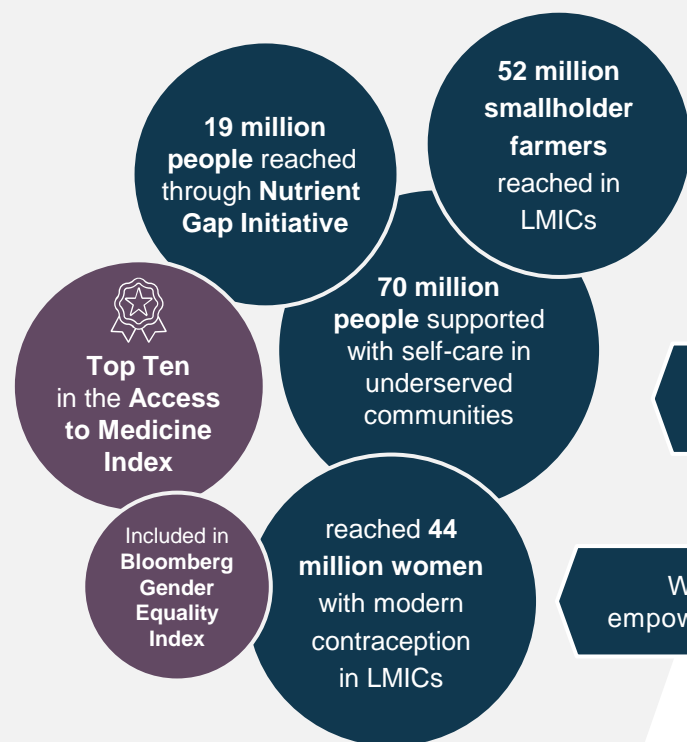 52 million
smallholder
farmers
reached in
LMICs
19 million
people reached
through Nutrient
Gap Initiative
70 million
people supported
with self-care in
underserved
communities
Top Ten
in the Access
to Medicine
Index
Included in
Bloomberg
Gender
Equality
Index
reached 44
million women
with modern
contraception
in LMICs